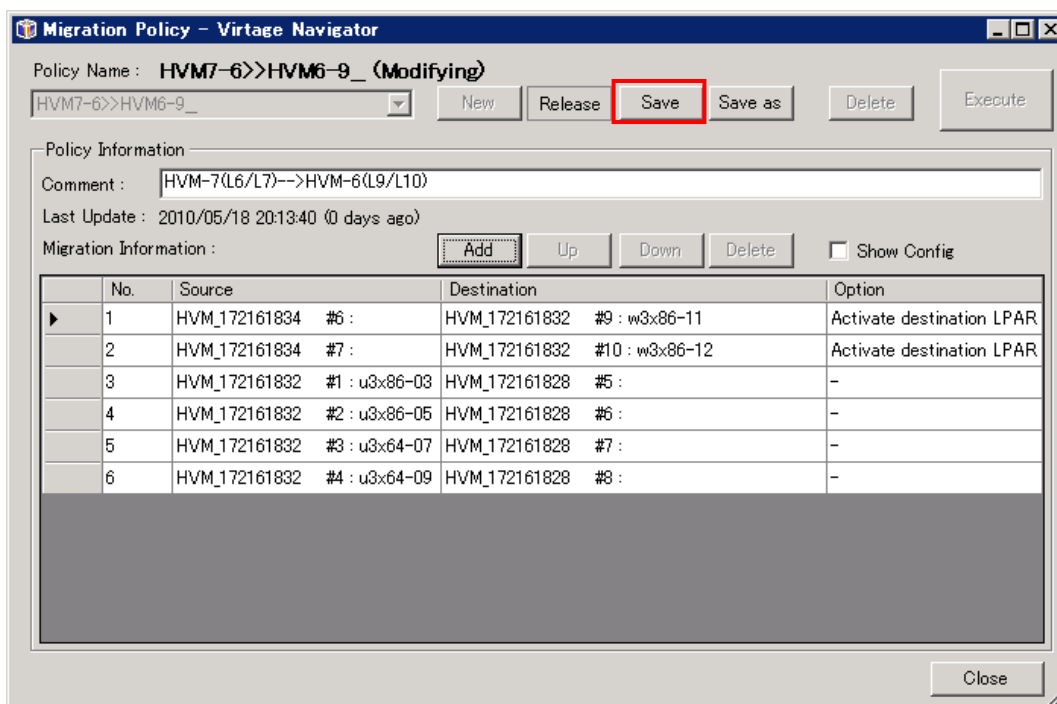 Migration Policy - Virtage Navigator
Policy Name : HVM7-6>>HVM6-9_ (Modifying)
HVM7-6>>HVM6-9_ New Release Save Save as Delete Execute
Policy Information
Comment : HVM-7(L6/L7)-->HVM-6(L9/L10)
Last Update : 2010/05/18 20:13:40 (0 days ago)
Migration Information : Add Up Down Delete Show Config
No. Source Destination Option
1 HVM_172161834 #6 : HVM_172161832 #9 : w3x86-11 Activate destination LPAR
2 HVM_172161834 #7 : HVM_172161832 #10 : w3x86-12 Activate destination LPAR
3 HVM_172161832 #1 : u3x86-03 HVM_172161828 #5 : -
4 HVM_172161832 #2 : u3x86-05 HVM_172161828 #6 : -
5 HVM_172161832 #3 : u3x64-07 HVM_172161828 #7 : -
6 HVM_172161832 #4 : u3x64-09 HVM_172161828 #8 : -
Close